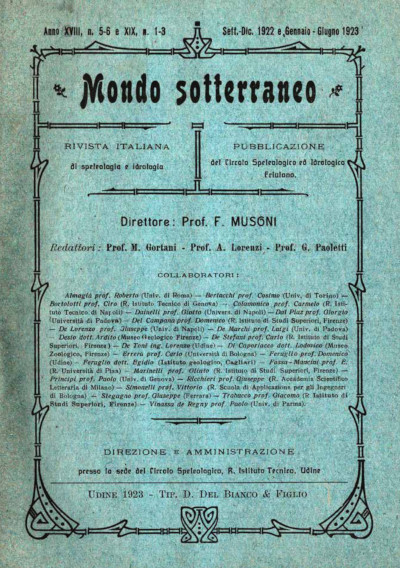 Anno XVIII, n. 5-6 e XIX, n. 1-3 Sett.-Dic. 1922 e Gennaio - Giugno 1923
Mondo sotterraneo
RIVISTA ITALIANA
di speleologia e idrologia
PUBBLICAZIONE
del Circolo Speleologico ed Idrologico
Friulano.
Direttore: Prof. F. MUSONI
Redattori: Prof. M. Gortani - Prof. A. Lorenzi - Prof. G. Paoletti
COLLABORATORI:
Almagià prof. Roberto (Univ. di Roma) — Bertacchi prof. Cosimo (Univ. di Torino) —
Bortolotti prof. Ciro (R. Istituto Tecnico di Genova) — Colamonico prof. Carmelo (R. Isti-
tuto Tecnico di Napoli) — Dainelli prof. Giotto (Univers. di Napoli) — Dal Piaz prof. Giorgio
(Università di Padova) — Del Campana prof. Domenico (R. Istituto di Studi Superiori, Firenze)
— De Lorenzo prof. Giuseppe (Univ. di Napoli) — De Marchi prof. Luigi (Univ. di Padova)
Desio dott. Ardito (Museo Geologico Firenze) — De Stefani prof. Carlo (R. Istituto di Studi
Superiori, Firenze) — De Toni ing. Lorenzo (Udine) — Di Caporiacco dott. Lodovico (Museo
Zoologico, Firenze) — Errera prof. Carlo (Università di Bologna) — Feruglio prof. Domenico
(Udine) — Feruglio dott. Egidio (Istituto geologico, Cagliari) — Fossa-Mancini prof. E.
(R. Università di Pisa) — Marinelli prof. Olinto (R. Istituto di Studi Superiori, Firenze) —
Principi prof. Paolo (Univ. di Genova) — Ricchieri prof. Giuseppe (R. Accademia Scientifico
Letteraria di Milano) — Simonelli prof. Vittorio (R. Scuola di Applicazione per gli Ingegneri
di Bologna) — Stegagno prof. Giuseppe (Ferrara) — Trabucco prof. Giacomo (R Istituto di
Studi Superiori, Firenze) — Vinassa de Regny prof. Paolo (Univ. di Parma).
DIREZIONE E AMMINISTRAZIONE
presso la sede del Circolo Speleologico, R. Istituto Tecnico, Udine
UDINE 1923 - TIP. D. DEL BIANCO & FIGLIO